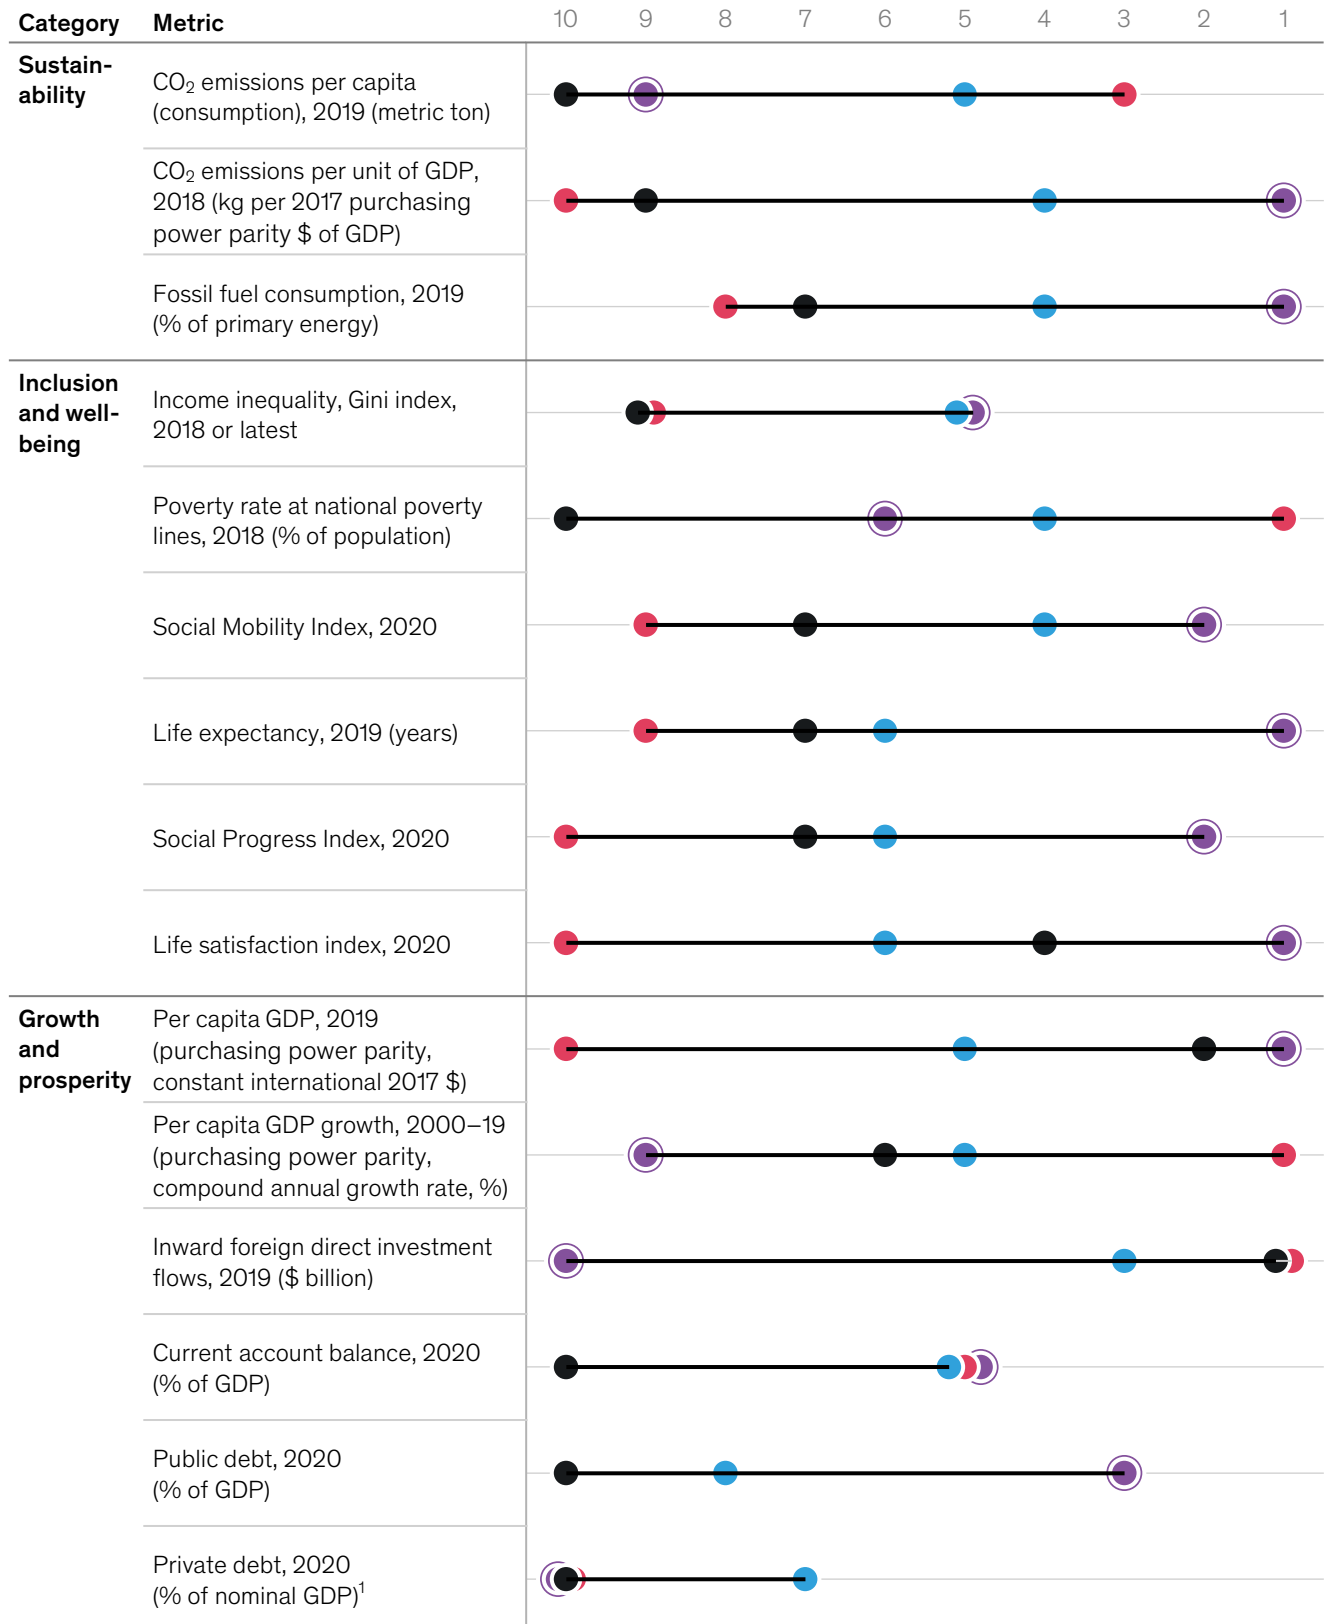 Category Metric 10 9 8 7 6 5 4 3 2 1
Sustain-
ability
CO₂ emissions per capita
(consumption), 2019 (metric ton)
CO₂ emissions per unit of GDP,
2018 (kg per 2017 purchasing
power parity $ of GDP)
Fossil fuel consumption, 2019
(% of primary energy)
Inclusion
and well-
being
Income inequality, Gini index,
2018 or latest
Poverty rate at national poverty
lines, 2018 (% of population)
Social Mobility Index, 2020
Life expectancy, 2019 (years)
Social Progress Index, 2020
Life satisfaction index, 2020
Growth
and
prosperity
Per capita GDP, 2019
(purchasing power parity,
constant international 2017 $)
Per capita GDP growth, 2000–19
(purchasing power parity,
compound annual growth rate, %)
Inward foreign direct investment
flows, 2019 ($ billion)
Current account balance, 2020
(% of GDP)
Public debt, 2020
(% of GDP)
Private debt, 2020
(% of nominal GDP)¹